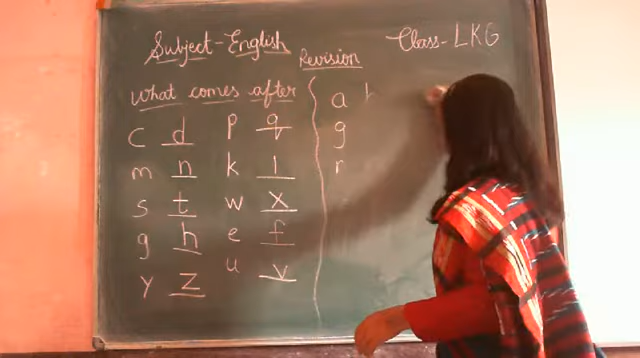 Subject-English
Class-LKG
Revision
What comes after
c d p q
m n k l
s t w x
g h e f
y z u v
a
g
r